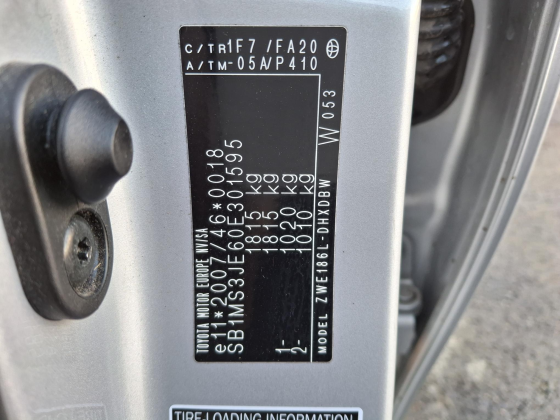 C/TR 1F7 /FA20
A/TM -05A/P410
TOYOTA MOTOR EUROPE NV/SA
e11*2007/46*0018
SB1MS3JE60E301595
1815 kg
1815 kg
1- 1020 kg
2- 1010 kg
MODEL ZWE186L-DHXDBW
W 053
TIRE-LOADING INFORMATION